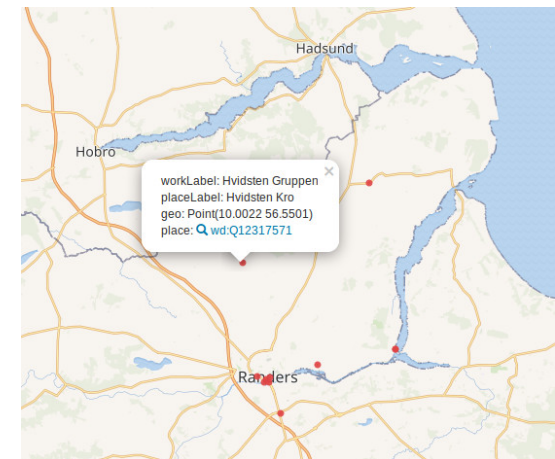 Hadsund
Hobro
×
workLabel: Hvidsten Gruppen
placeLabel: Hvidsten Kro
geo: Point(10.0022 56.5501)
place: wd:Q12317571
Randers